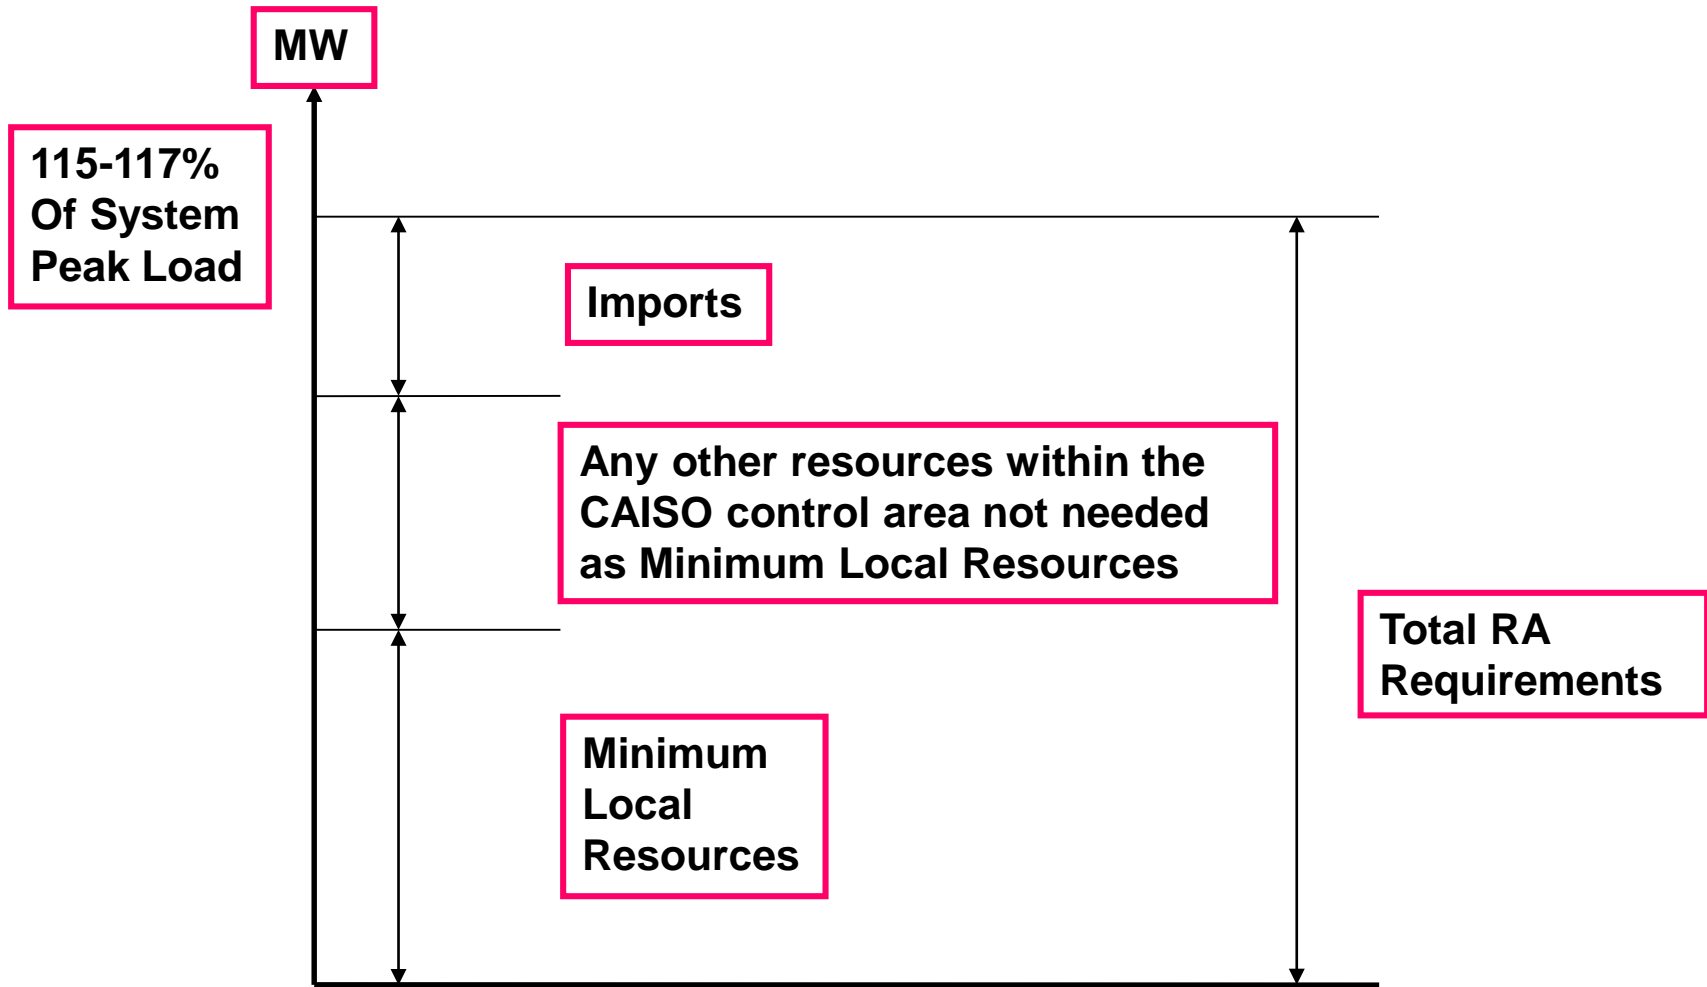 MW
115-117%
Of System
Peak Load
Imports
Any other resources within the
CAISO control area not needed
as Minimum Local Resources
Total RA
Requirements
Minimum
Local
Resources